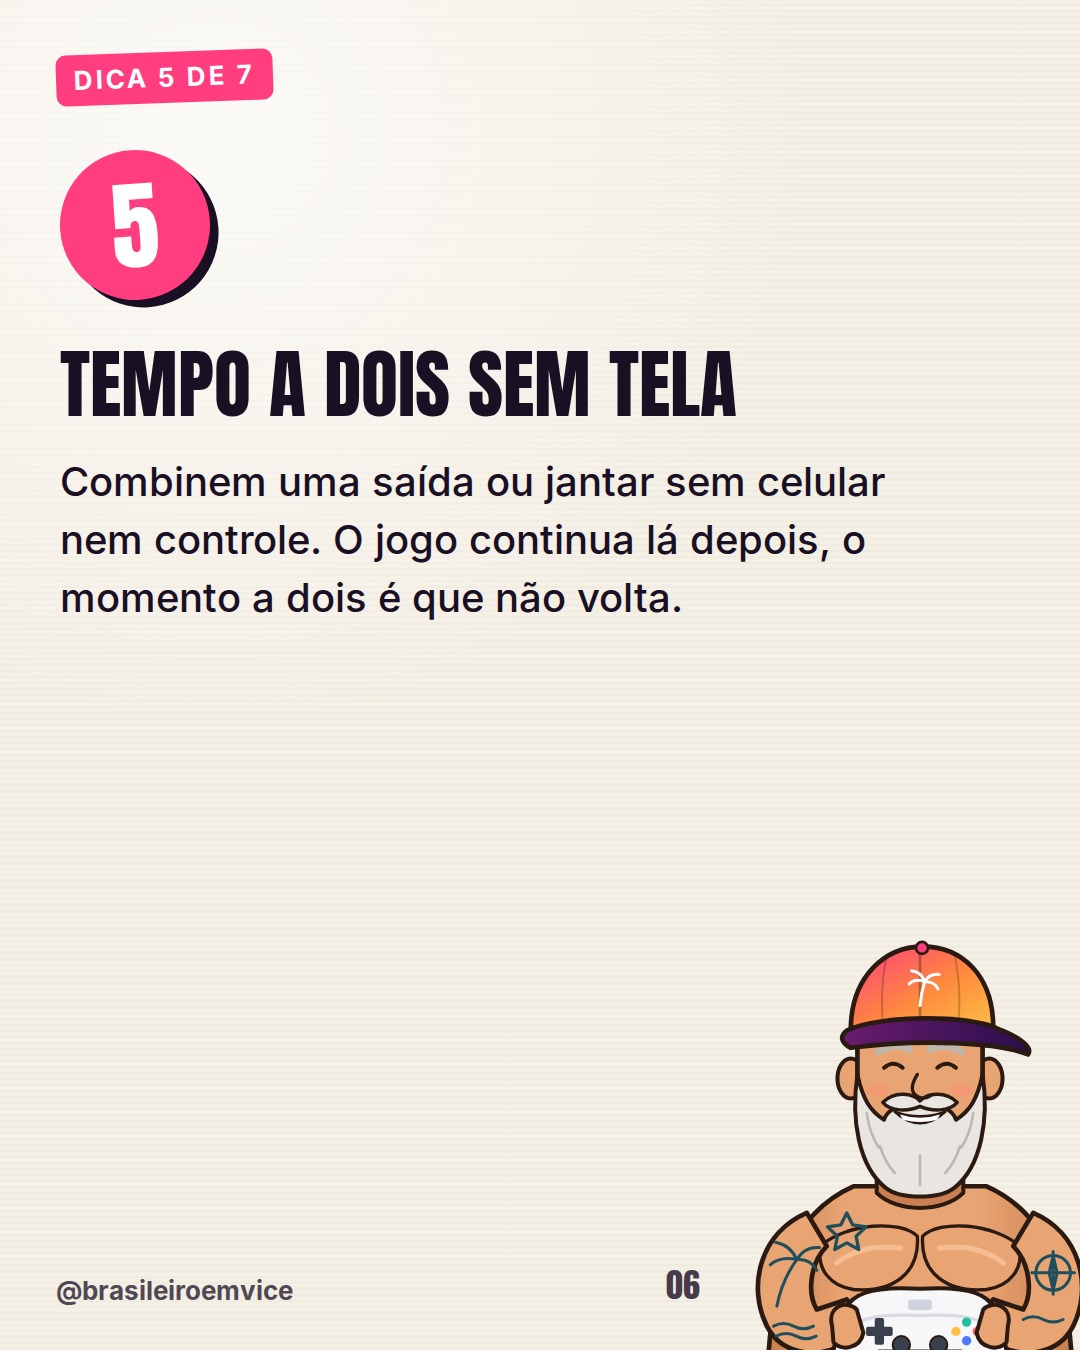 DICA 5 DE 7
5
TEMPO A DOIS SEM TELA
Combinem uma saída ou jantar sem celular
nem controle. O jogo continua lá depois, o
momento a dois é que não volta.
@brasileiroemvice
06